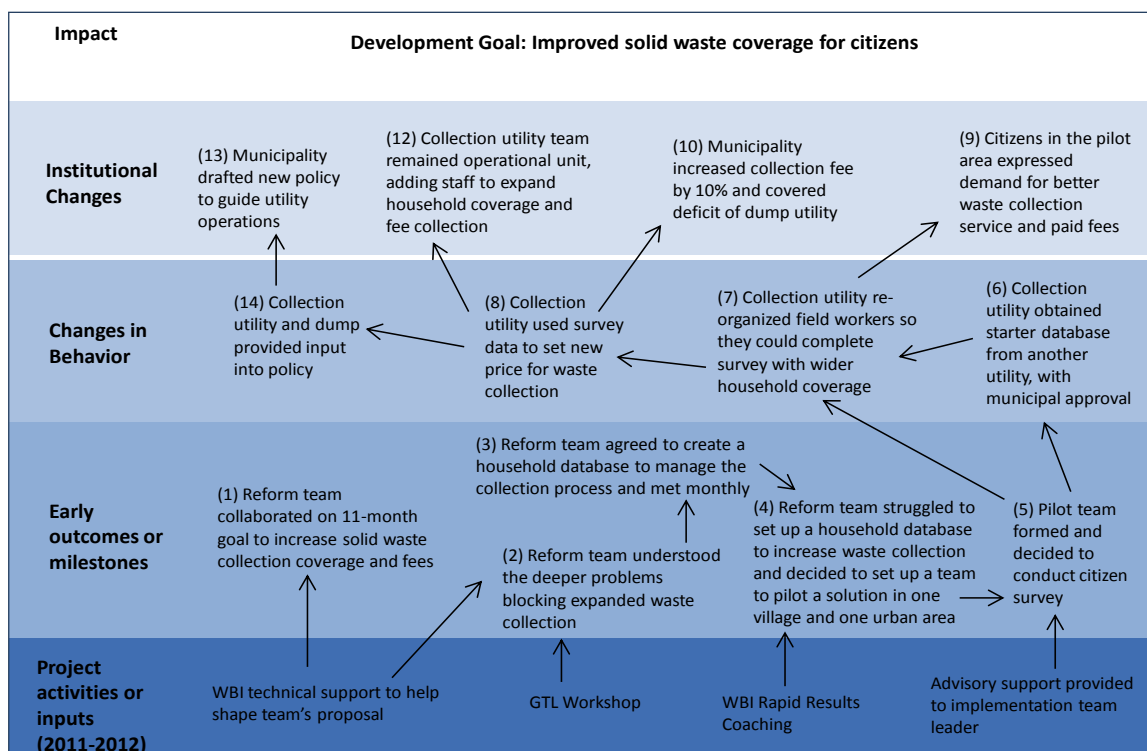 Impact
Development Goal: Improved solid waste coverage for citizens
Institutional
Changes
(13) Municipality
drafted new policy
to guide utility
operations
(12) Collection utility team
remained operational unit,
adding staff to expand
household coverage and
fee collection
(10) Municipality
increased collection fee
by 10% and covered
deficit of dump utility
(9) Citizens in the pilot
area expressed
demand for better
waste collection
service and paid fees
Changes in
Behavior
(14) Collection
utility and dump
provided input
into policy
(8) Collection
utility used survey
data to set new
price for waste
collection
(7) Collection utility re-
organized field workers so
they could complete
survey with wider
household coverage
(6) Collection
utility obtained
starter database
from another
utility, with
municipal approval
Early
outcomes or
milestones
(1) Reform team
collaborated on 11-month
goal to increase solid waste
collection coverage and fees
(2) Reform team understood
the deeper problems
blocking expanded waste
collection
(3) Reform team agreed to create a
household database to manage the
collection process and met monthly
(4) Reform team struggled to
set up a household database
to increase waste collection
and decided to set up a team
to pilot a solution in one
village and one urban area
(5) Pilot team
formed and
decided to
conduct citizen
survey
Project
activities or
inputs
(2011-2012)
WBI technical support to help
shape team's proposal
GTL Workshop
WBI Rapid Results
Coaching
Advisory support provided
to implementation team
leader